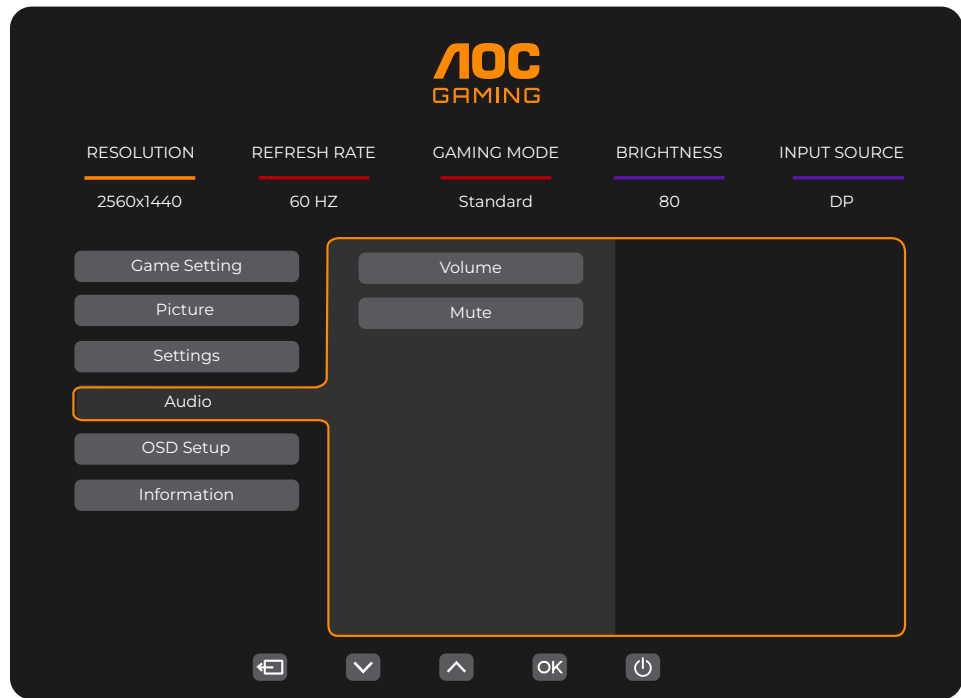 AOC
GAMING
RESOLUTION REFRESH RATE GAMING MODE BRIGHTNESS INPUT SOURCE
2560x1440 60 HZ Standard 80 DP
Game Setting
Volume
Picture
Mute
Settings
Audio
OSD Setup
Information
OK